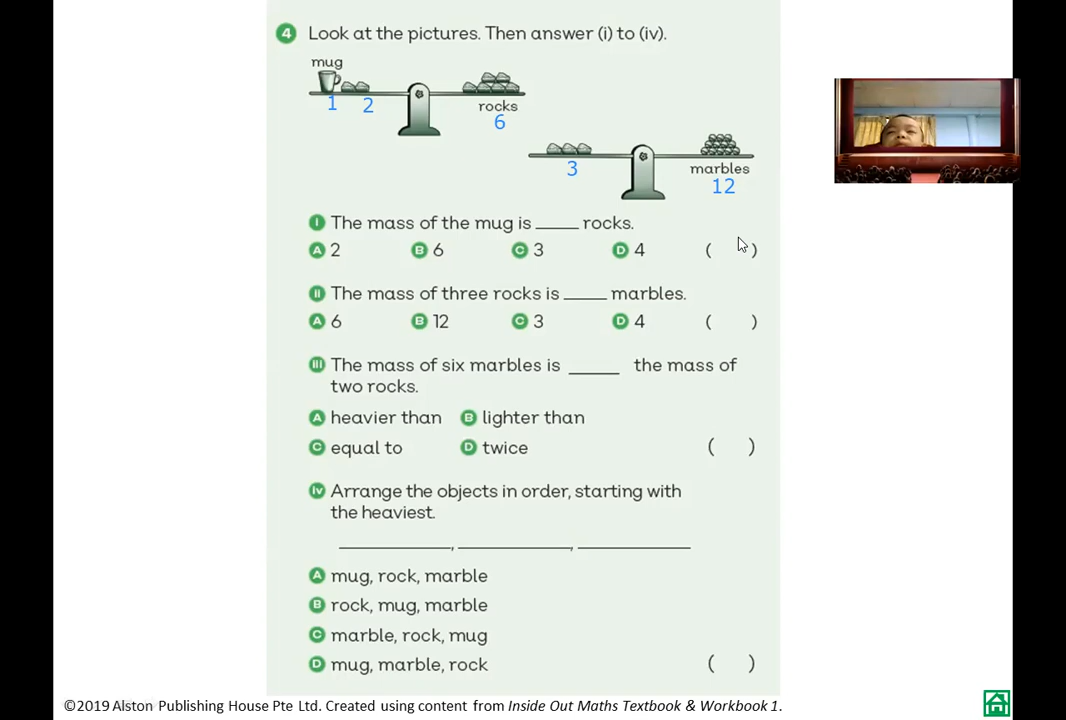 4 Look at the pictures. Then answer (i) to (iv).
mug
1 2
rocks
6
3
marbles
12
i The mass of the mug is ____ rocks.
A 2 B 6 C 3 D 4 ( )
ii The mass of three rocks is ____ marbles.
A 6 B 12 C 3 D 4 ( )
iii The mass of six marbles is _____ the mass of
two rocks.
A heavier than B lighter than
C equal to D twice ( )
iv Arrange the objects in order, starting with
the heaviest.
___________, ___________, ___________
A mug, rock, marble
B rock, mug, marble
C marble, rock, mug
D mug, marble, rock ( )
©2019 Alston Publishing House Pte Ltd. Created using content from Inside Out Maths Textbook & Workbook 1.